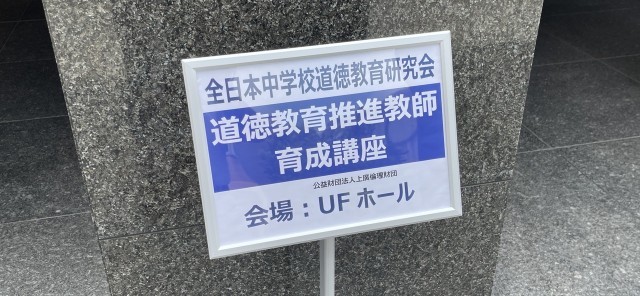 全日本中学校道徳教育研究会
道徳教育推進教師
育成講座
公益財団法人上廣倫理財団
会場：UFホール